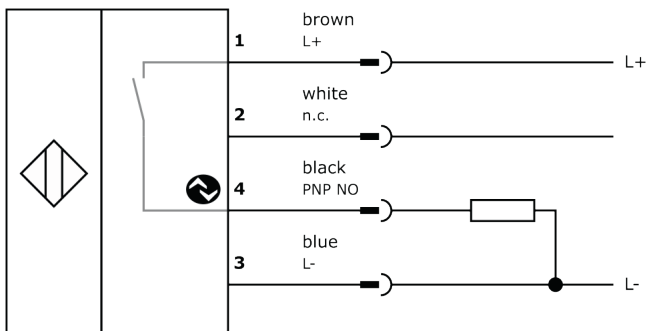 brown
1 L+ L+
white
2 n.c.
black
4 PNP NO
blue
3 L- L-